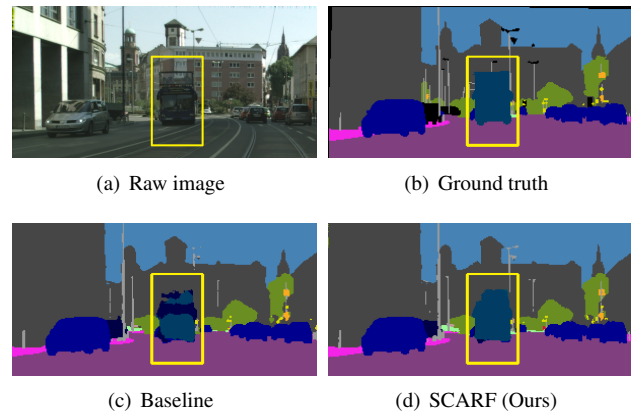 (a) Raw image
(b) Ground truth
(c) Baseline
(d) SCARF (Ours)